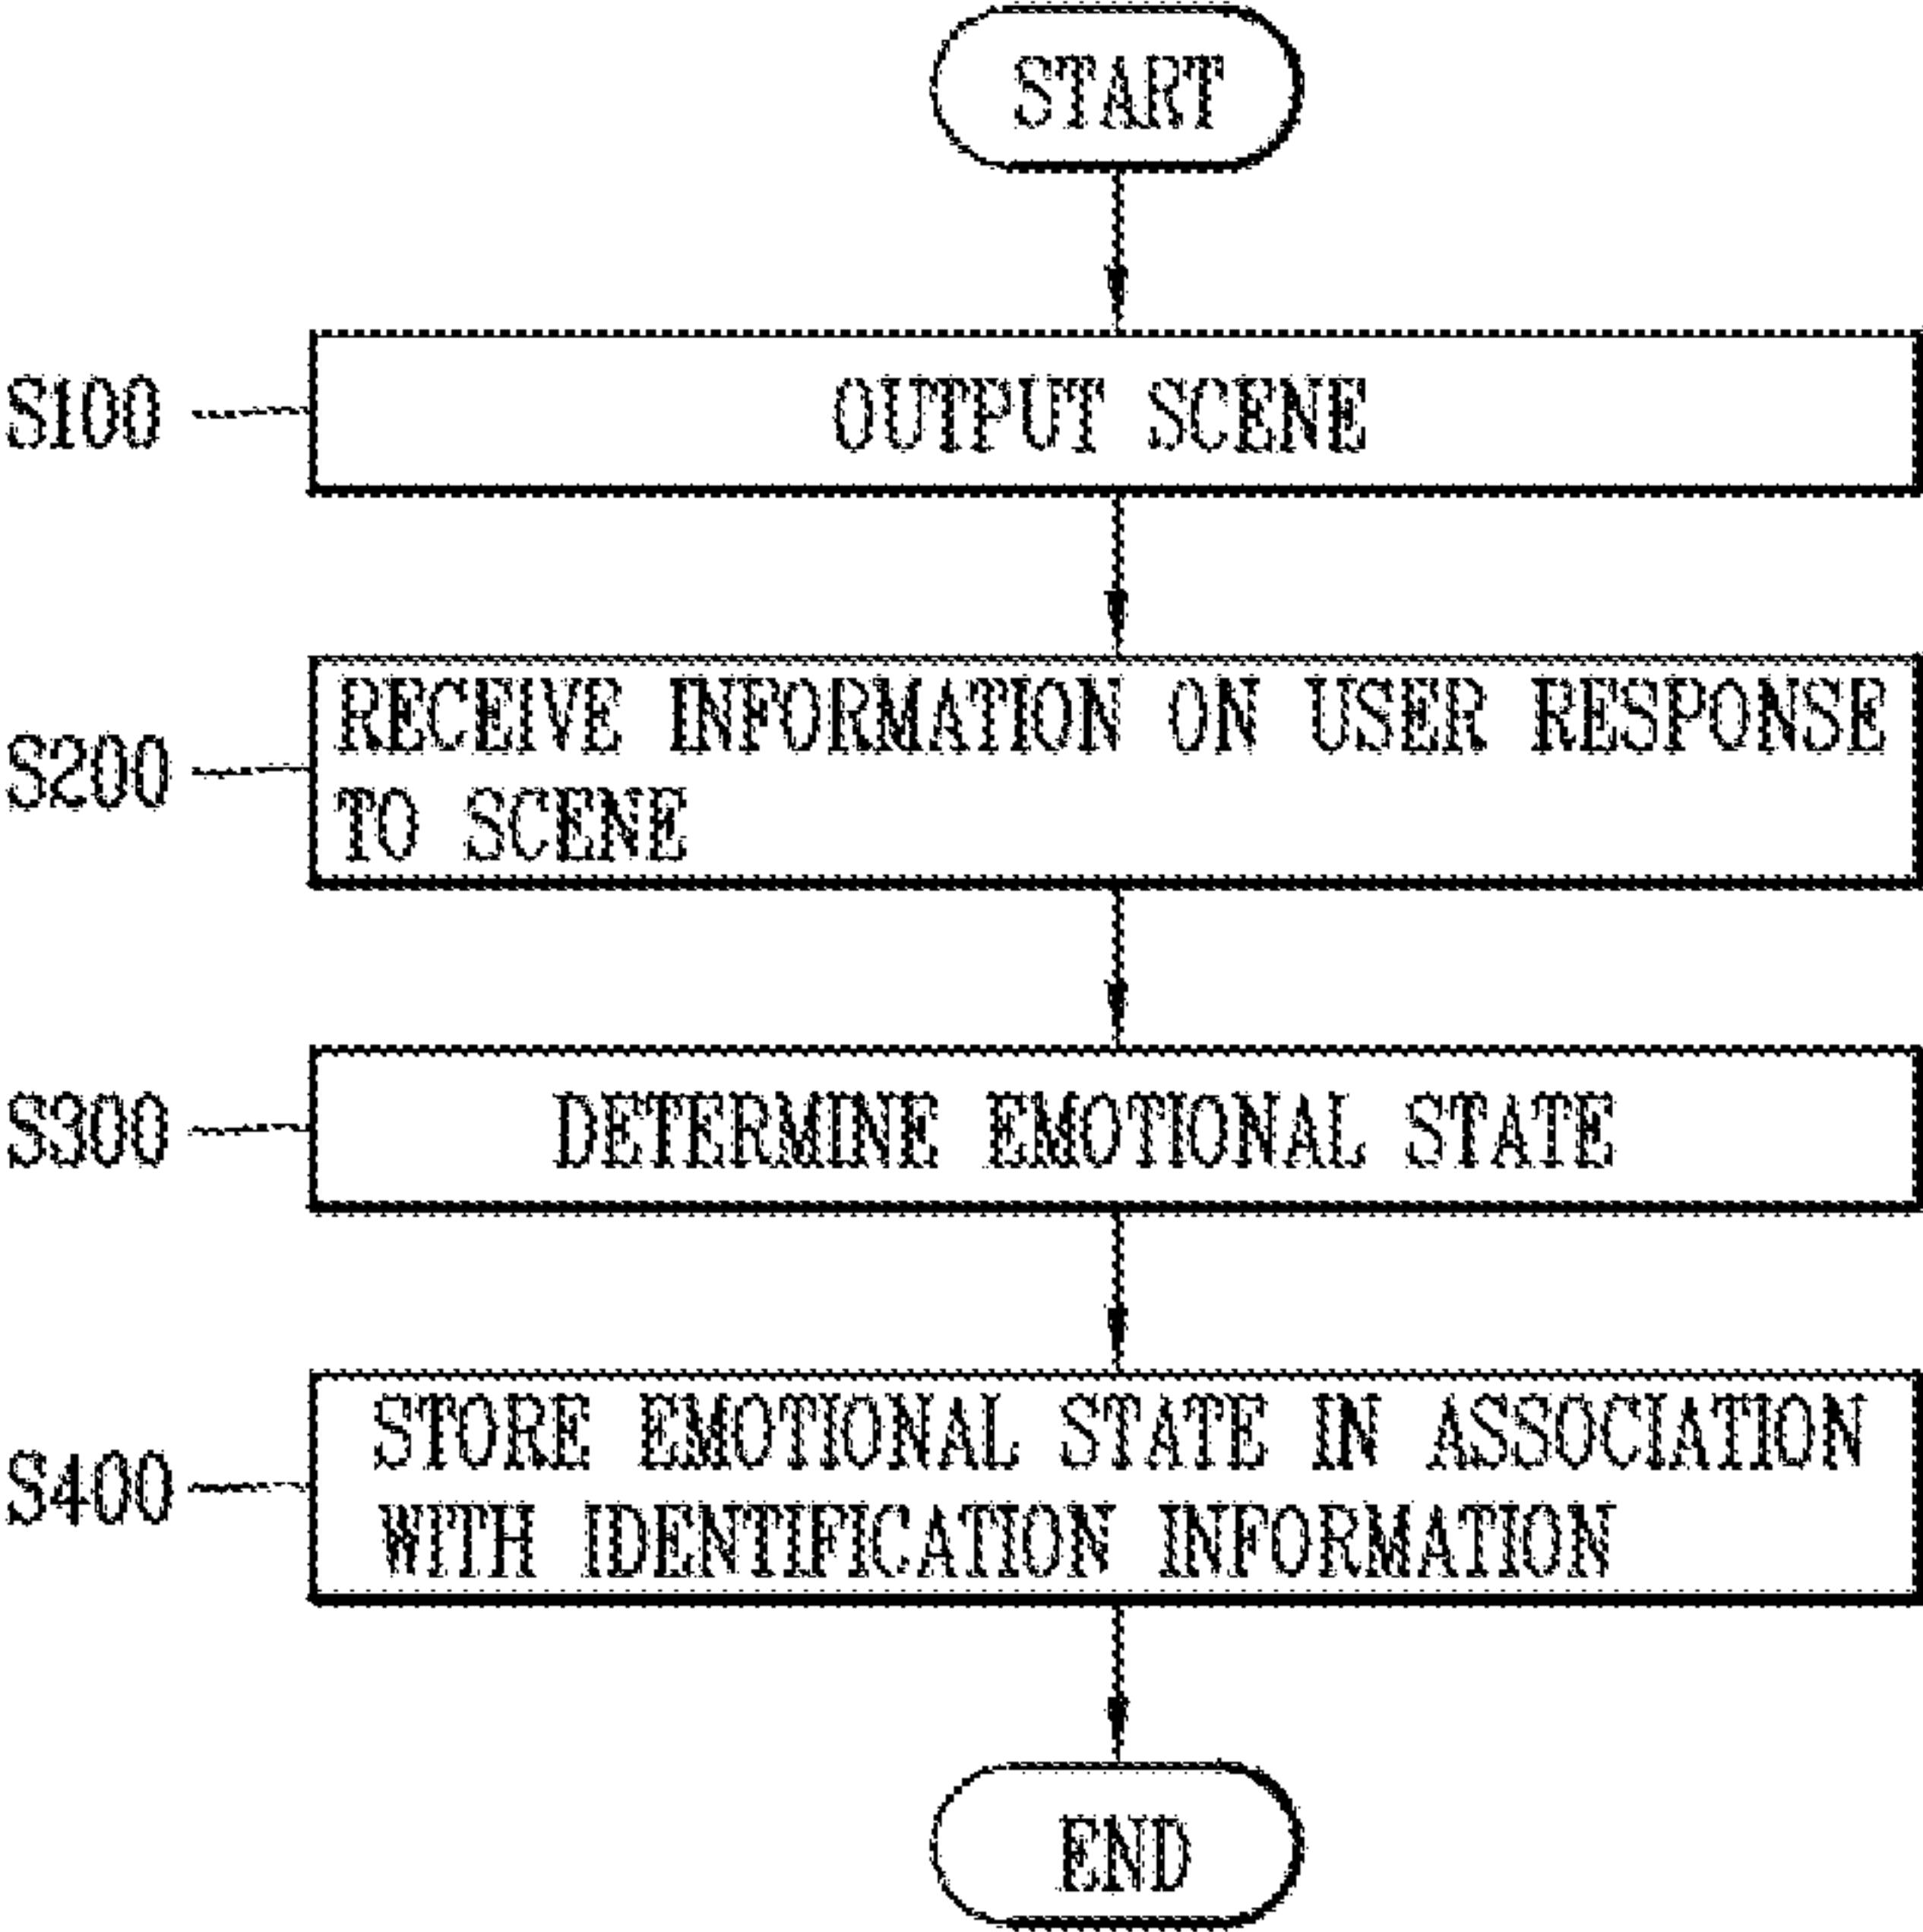 START
S100
OUTPUT SCENE
S200
RECEIVE INFORMATION ON USER RESPONSE
TO SCENE
S300
DETERMINE EMOTIONAL STATE
S400
STORE EMOTIONAL STATE IN ASSOCIATION
WITH IDENTIFICATION INFORMATION
END